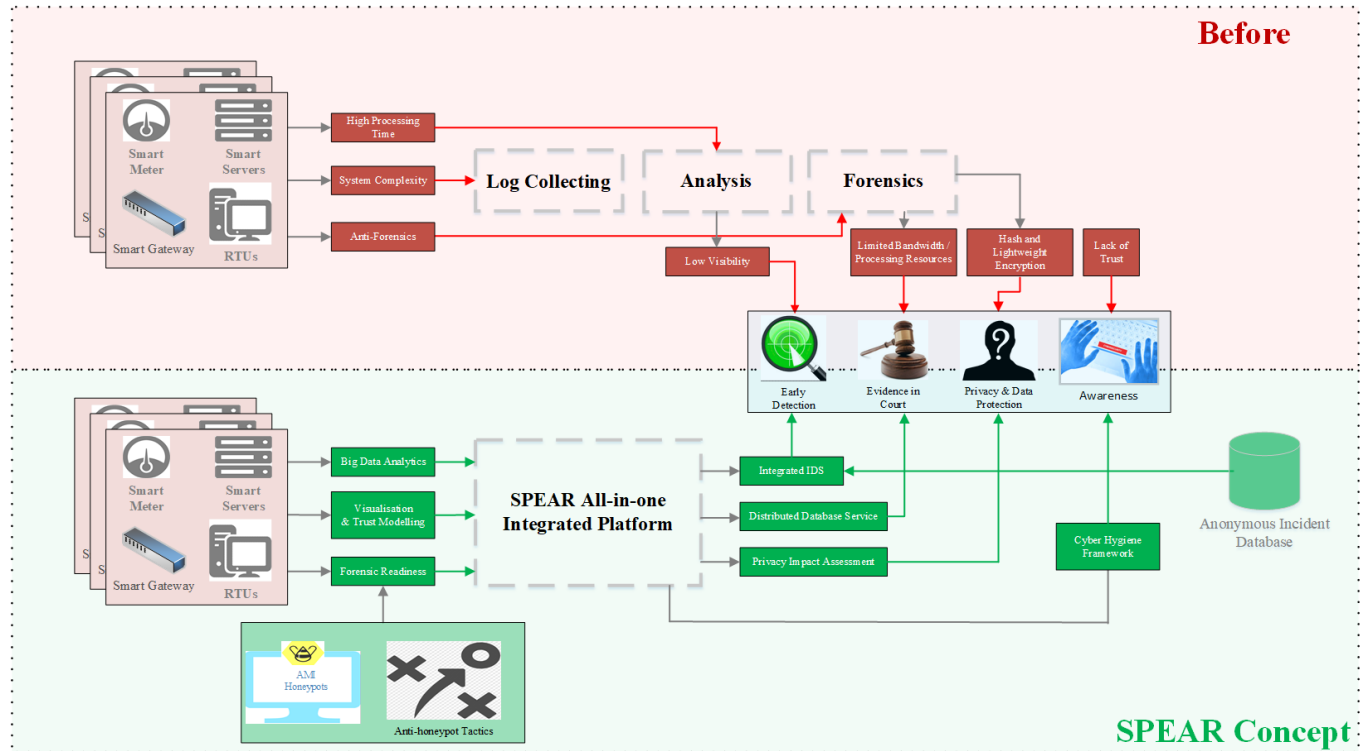 Before
High Processing
Time
System Complexity
Anti-Forensics
Smart
Meter
Smart
Servers
Smart Gateway
RTUs
S
S
Log Collecting
Analysis
Forensics
Low Visibility
Limited Bandwidth /
Processing Resources
Hash and
Lightweight
Encryption
Lack of
Trust
Early
Detection
Evidence in
Court
Privacy & Data
Protection
Awareness
Smart
Meter
Smart
Servers
Smart Gateway
RTUs
S
S
Big Data Analytics
Visualisation
& Trust Modelling
Forensic Readiness
SPEAR All-in-one
Integrated Platform
Integrated IDS
Distributed Database Service
Privacy Impact Assessment
Cyber Hygiene
Framework
Anonymous Incident
Database
AMI
Honeypots
Anti-honeypot Tactics
SPEAR Concept